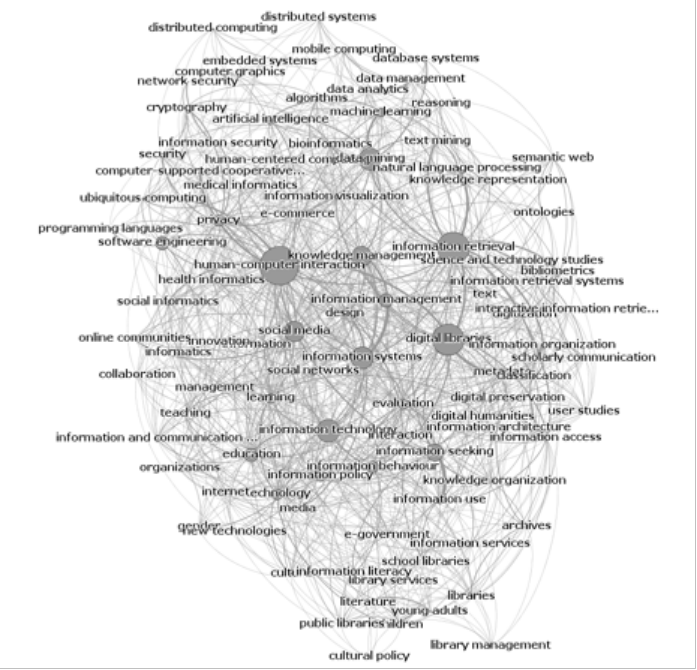 distributed systems
distributed computing
mobile computing
database systems
embedded systems
computer graphics
network security
data management
data analytics
algorithms
reasoning
cryptography
machine learning
artificial intelligence
information security
bioinformatics
text mining
security
human-centered
data mining
semantic web
computer-supported cooperative...
natural language processing
medical informatics
knowledge representation
ubiquitous computing
information visualization
privacy
e-commerce
ontologies
programming languages
software engineering
information retrieval
knowledge management
science and technology studies
human-computer interaction
bibliometrics
health informatics
information retrieval systems
text
social informatics
information management
interactive information retrie...
design
digitization
social media
online communities
innovation
digital libraries
information organization
informatics
information systems
scholarly communication
social networks
metadata
classification
collaboration
management
learning
digital preservation
evaluation
teaching
digital humanities
user studies
information technology
information architecture
information and communication ...
interaction
information access
education
information seeking
organizations
information behaviour
information policy
knowledge organization
internet
technology
information use
media
gender
new technologies
archives
e-government
information services
school libraries
information literacy
library services
literature
libraries
young-adults
public libraries
cultural policy
library management